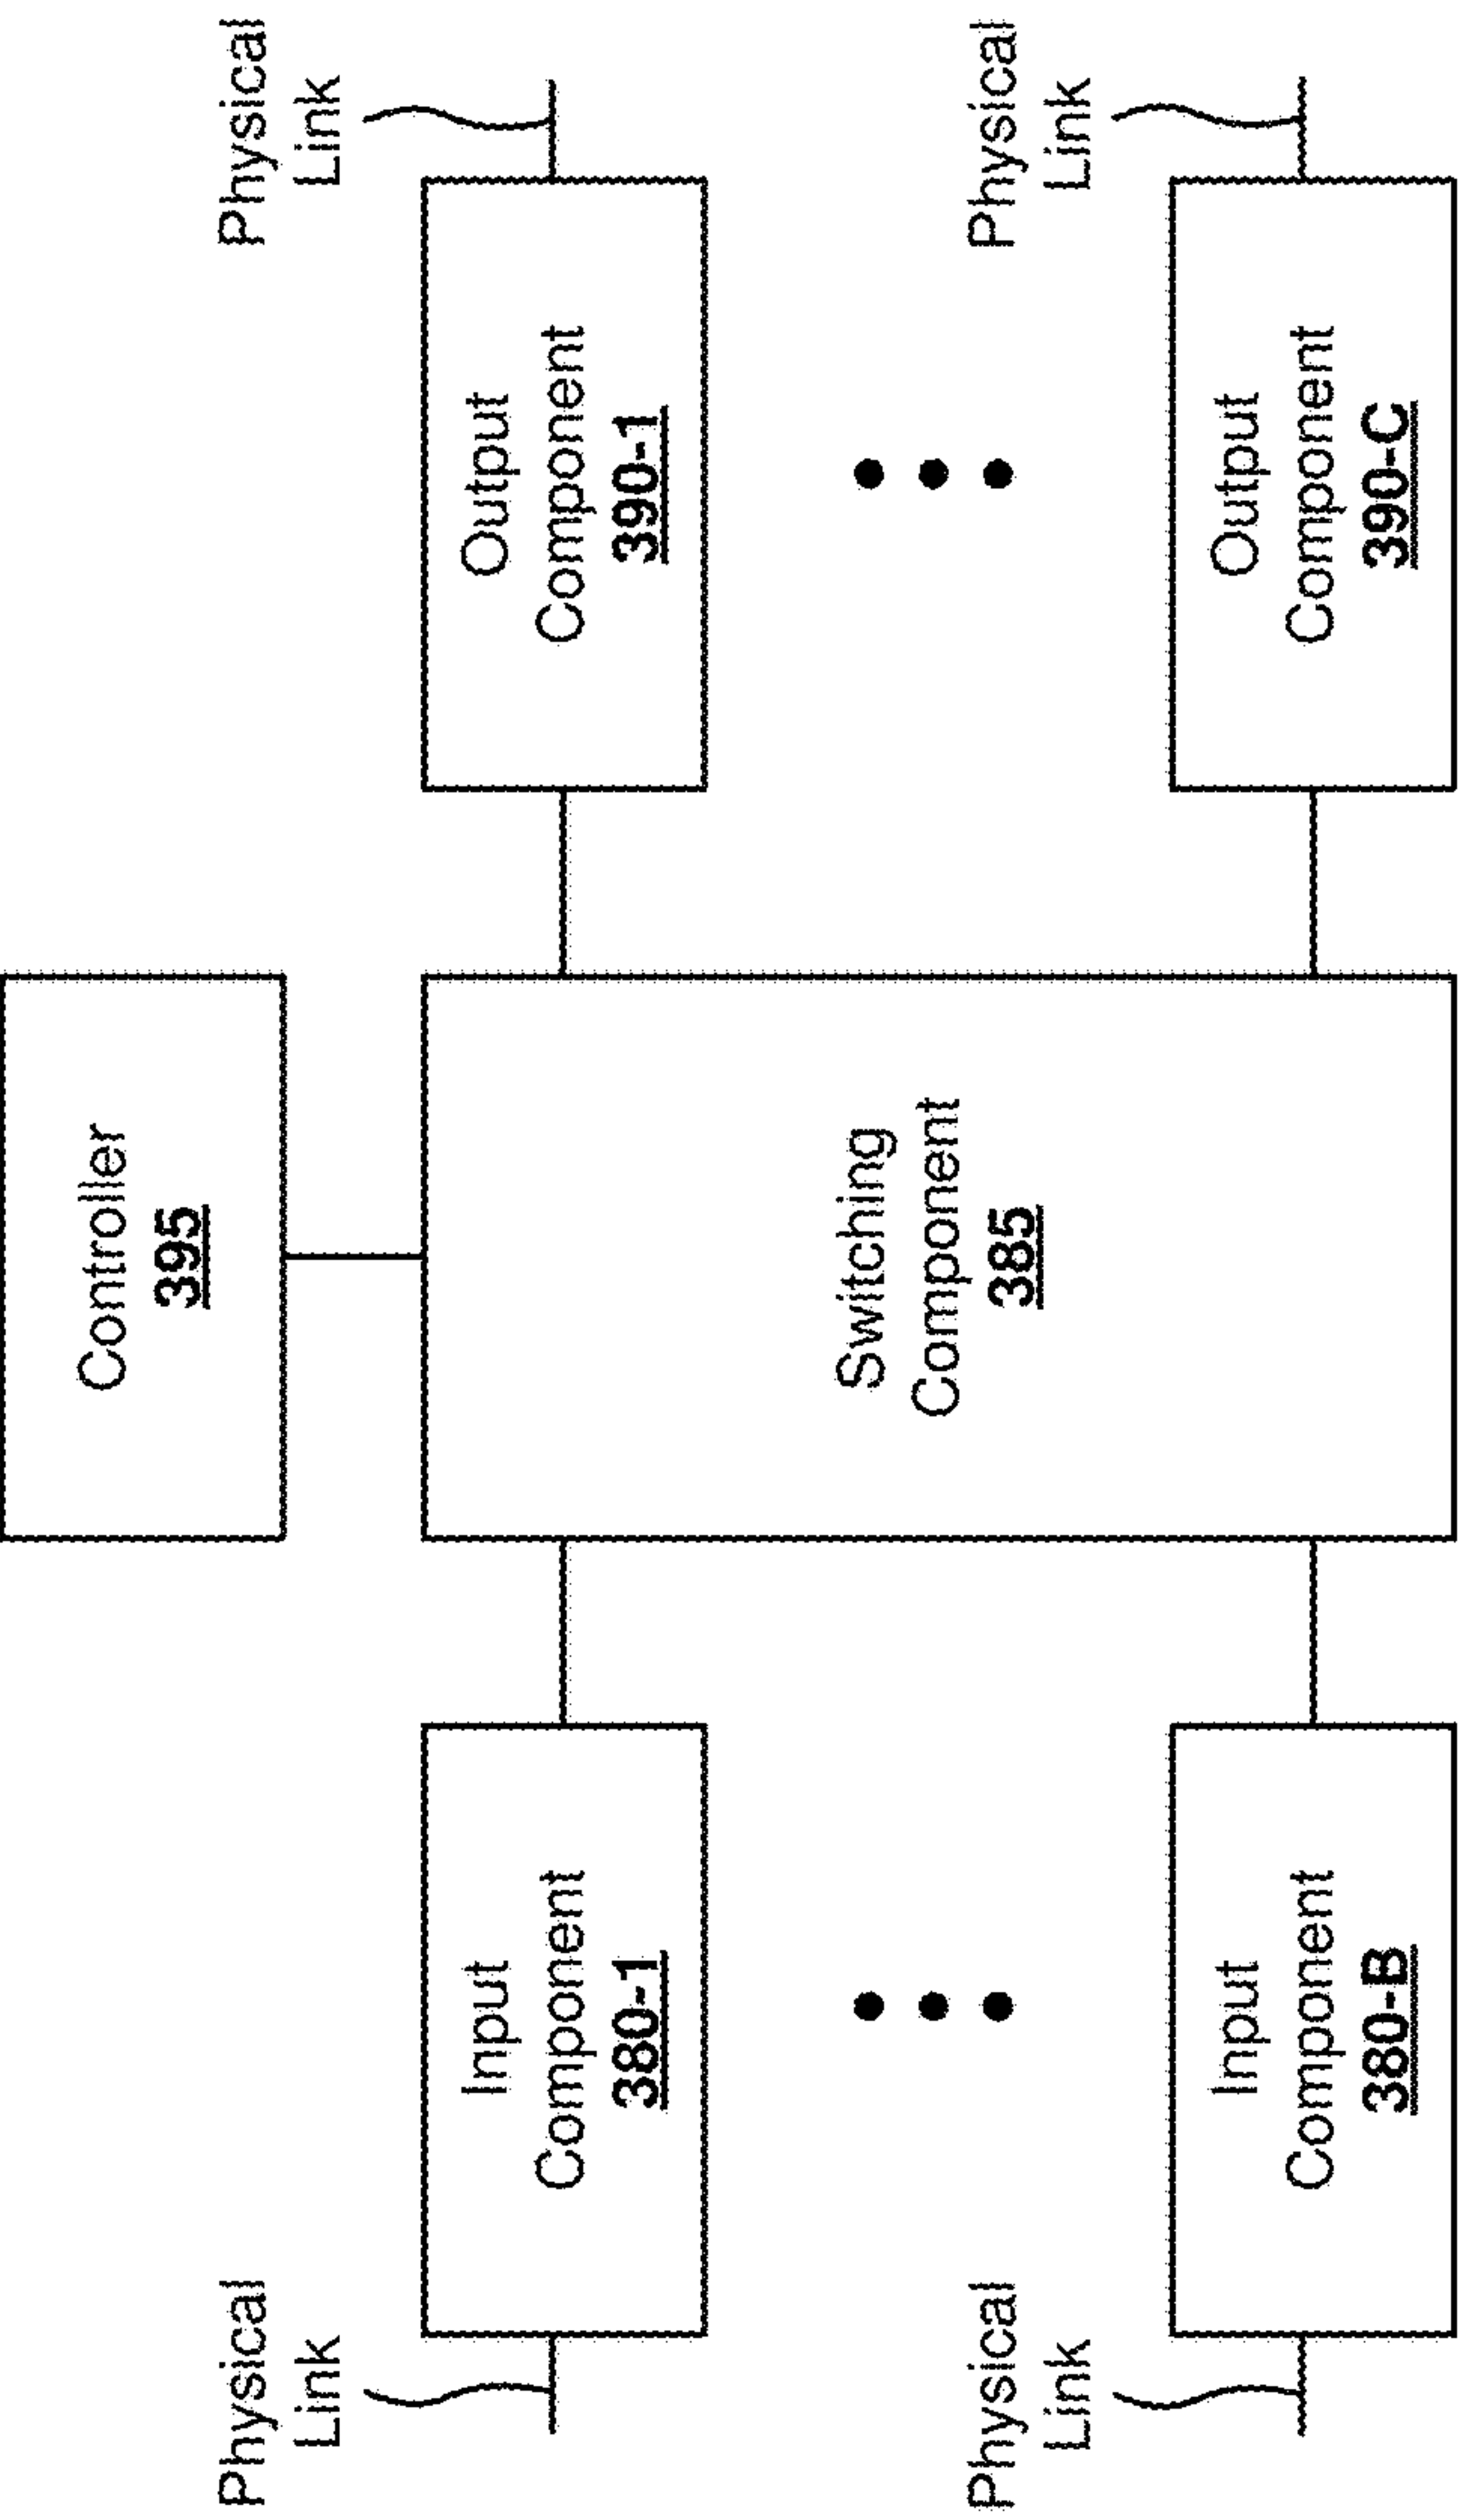 Controller
395
Physical
Link
Input
Component
380-1
Switching
Component
385
Output
Component
390-1
Physical
Link
Physical
Link
Input
Component
380-B
Output
Component
390-C
Physical
Link